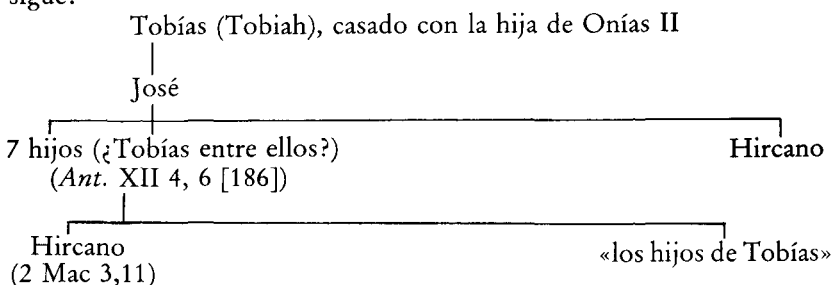 sigue:
Tobías (Tobiah), casado con la hija de Onías II
José
7 hijos (¿Tobías entre ellos?) Hircano
(Ant. XII 4, 6 [186])
Hircano «los hijos de Tobías»
(2 Mac 3,11)